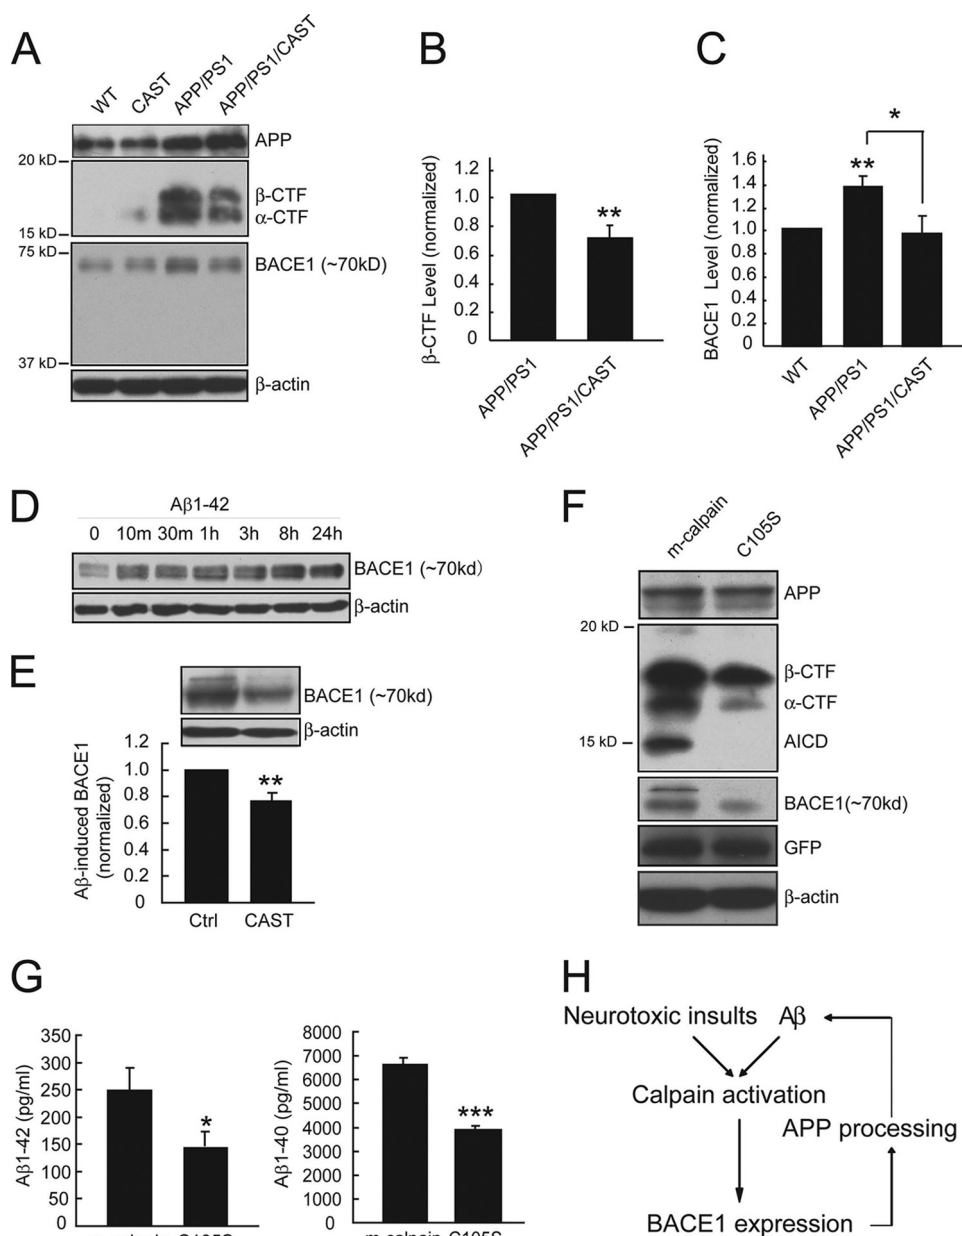 A
WT
CAST
APP/PS1
APP/PS1/CAST
APP
20 kD
β-CTF
α-CTF
15 kD
75 kD
BACE1 (~70kD)
37 kD
β-actin
B
β-CTF Level (normalized)
1.2
1.0
0.8
0.6
0.4
0.2
0
**
APP/PS1
APP/PS1/CAST
C
BACE1 Level (normalized)
1.6
1.4
1.2
1.0
0.8
0.6
0.4
0.2
0
**
*
WT
APP/PS1
APP/PS1/CAST
D
Aβ1-42
0 10m 30m 1h 3h 8h 24h
BACE1 (~70kd)
β-actin
E
BACE1 (~70kd)
β-actin
Aβ-induced BACE1
(normalized)
1.2
1.0
0.8
0.6
0.4
0.2
0
**
Ctrl CAST
F
m-calpain
C105S
APP
20 kD
β-CTF
α-CTF
15 kD
AICD
BACE1(~70kd)
GFP
β-actin
G
Aβ1-42 (pg/ml)
350
300
250
200
150
100
50
0
*
C105S
Aβ1-40 (pg/ml)
8000
7000
6000
5000
4000
3000
2000
1000
0
***
m-calpain C105S
H
Neurotoxic insults Aβ
Calpain activation
APP processing
BACE1 expression